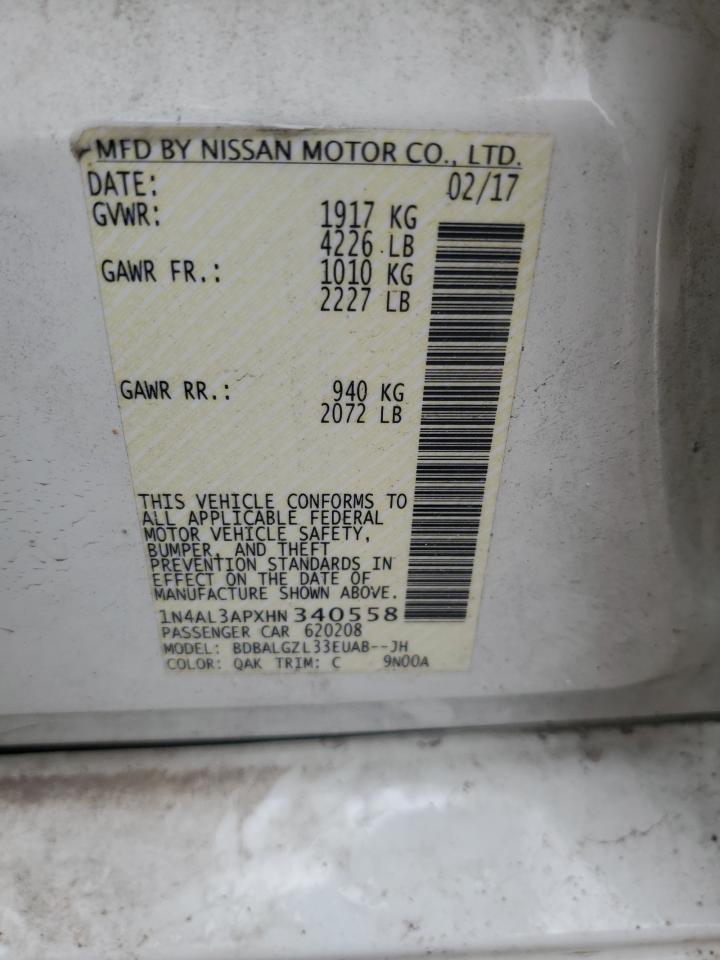 MFD BY NISSAN MOTOR CO., LTD.
DATE: 02/17
GVWR: 1917 KG
4226 LB
GAWR FR.: 1010 KG
2227 LB
GAWR RR.: 940 KG
2072 LB
THIS VEHICLE CONFORMS TO
ALL APPLICABLE FEDERAL
MOTOR VEHICLE SAFETY,
BUMPER, AND THEFT
PREVENTION STANDARDS IN
EFFECT ON THE DATE OF
MANUFACTURE SHOWN ABOVE.
1N4AL3APXHN 340558
PASSENGER CAR 620208
MODEL: BDBALGZL33EUAB--JH
COLOR: QAK TRIM: C 9N00A